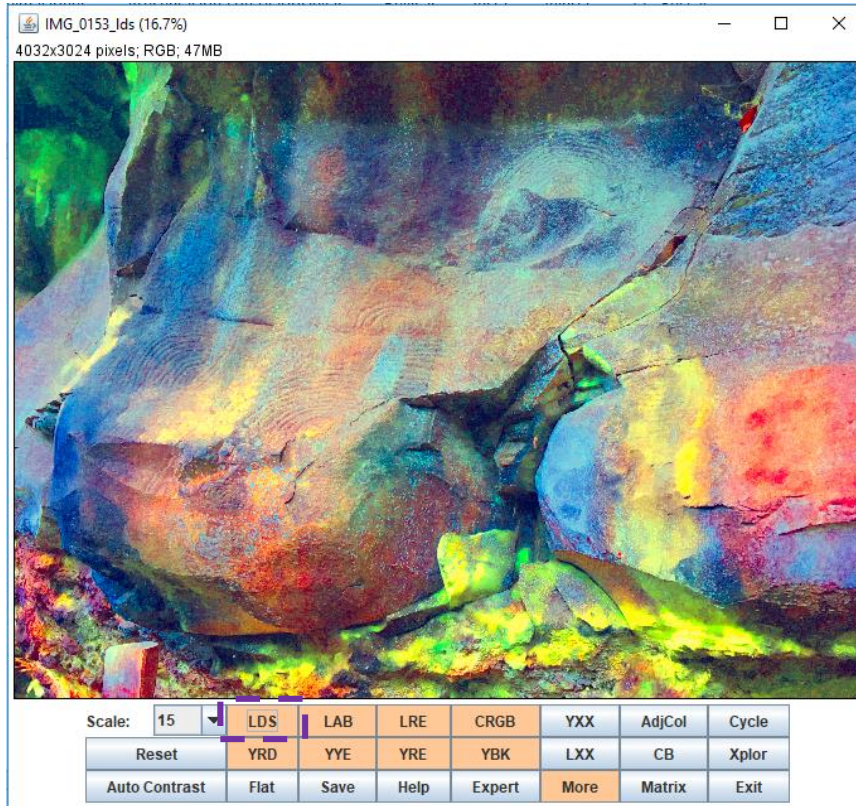 IMG_0153_lds (16.7%)
4032x3024 pixels; RGB; 47MB
Scale: 15 LDS LAB LRE CRGB YXX AdjCol Cycle
Reset YRD YYE YRE YBK LXX CB Xplor
Auto Contrast Flat Save Help Expert More Matrix Exit